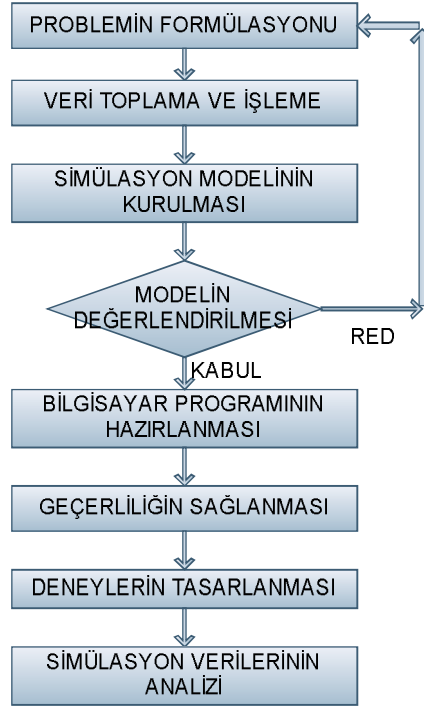 PROBLEMİN FORMÜLASYONU
VERİ TOPLAMA VE İŞLEME
SİMÜLASYON MODELİNİN
KURULMASI
MODELİN
DEĞERLENDİRİLMESİ
RED
KABUL
BİLGİSAYAR PROGRAMININ
HAZIRLANMASI
GEÇERLİLİĞİN SAĞLANMASI
DENEYLERİN TASARLANMASI
SİMÜLASYON VERİLERİNİN
ANALİZİ